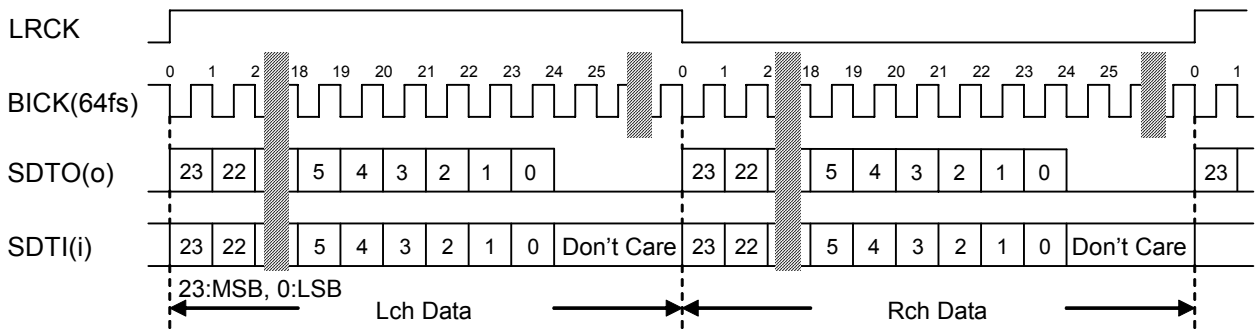 LRCK
0 1 2 18 19 20 21 22 23 24 25 0 1 2 18 19 20 21 22 23 24 25 0 1
BICK(64fs)
SDTO(o) 23 22 5 4 3 2 1 0 23 22 5 4 3 2 1 0 23
SDTI(i) 23 22 5 4 3 2 1 0 Don't Care 23 22 5 4 3 2 1 0 Don't Care
23:MSB, 0:LSB
Lch Data Rch Data